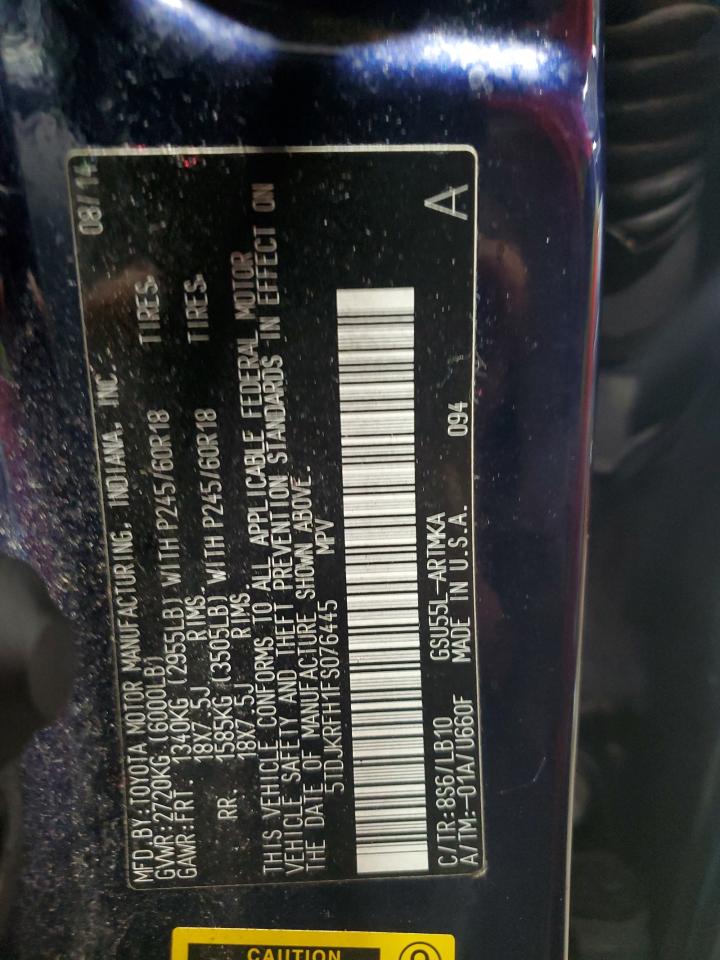 MFD.BY:TOYOTA MOTOR MANUFACTURING, INDIANA, INC. 08/14
GVWR:2720KG (6000LB)
GAWR:FRT. 1340KG (2955LB) WITH P245/60R18 TIRES,
18X7.5J RIMS.
RR. 1585KG (3505LB) WITH P245/60R18 TIRES,
18X7.5J RIMS.
THIS VEHICLE CONFORMS TO ALL APPLICABLE FEDERAL MOTOR
VEHICLE SAFETY AND THEFT PREVENTION STANDARDS IN EFFECT ON
THE DATE OF MANUFACTURE SHOWN ABOVE.
5TDJKRFH1FS076445 MPV
C/TR:8S6/LB10 GSU55L-ARTMKA
A/TM:-01A/U660F MADE IN U.S.A. 094 A
CAUTION